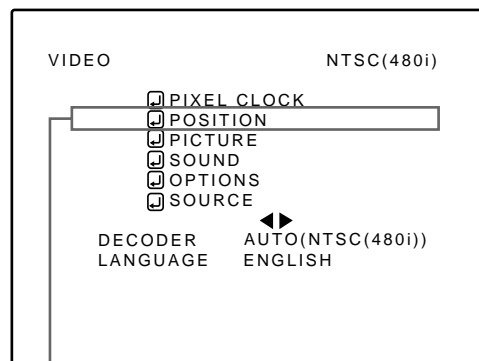 VIDEO NTSC(480i)
PIXEL CLOCK
POSITION
PICTURE
SOUND
OPTIONS
SOURCE
DECODER AUTO(NTSC(480i))
LANGUAGE ENGLISH